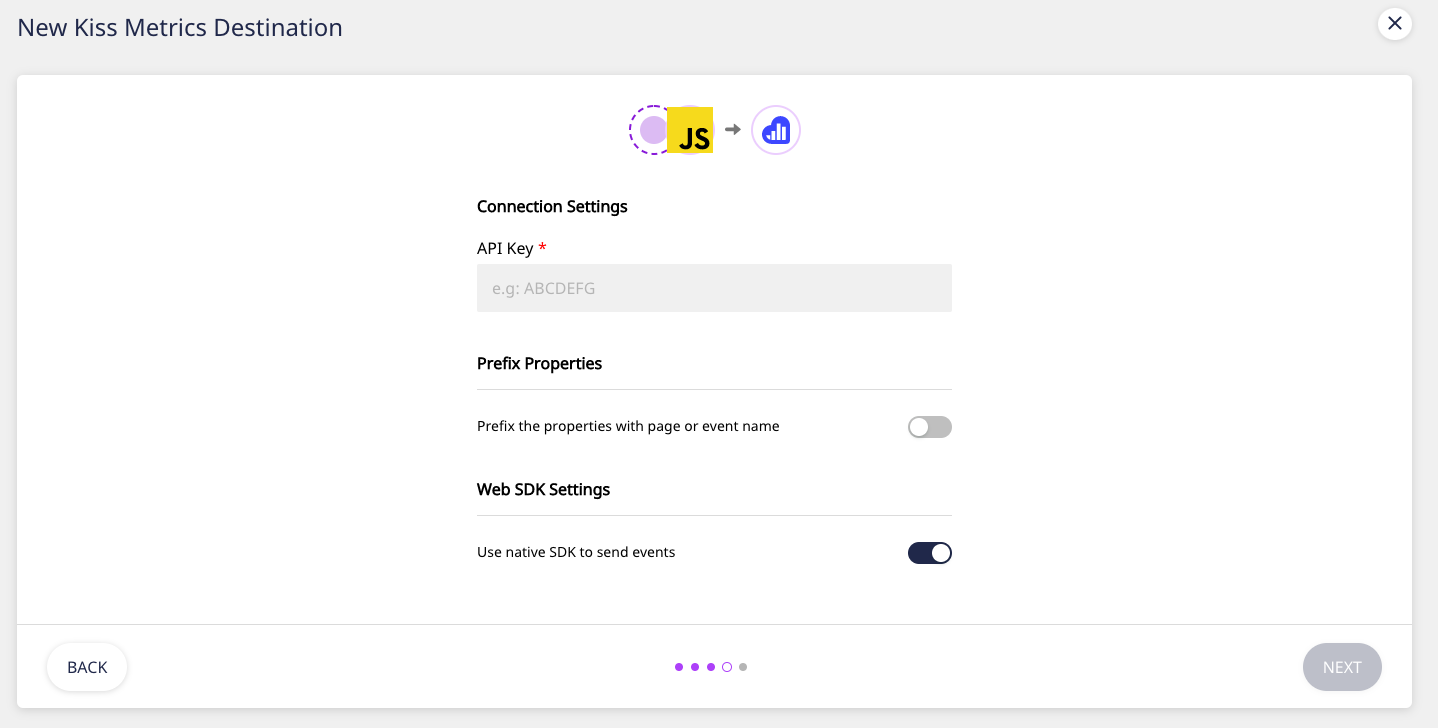 New Kiss Metrics Destination
JS
Connection Settings
API Key *
e.g: ABCDEFG
Prefix Properties
Prefix the properties with page or event name
Web SDK Settings
Use native SDK to send events
BACK
NEXT